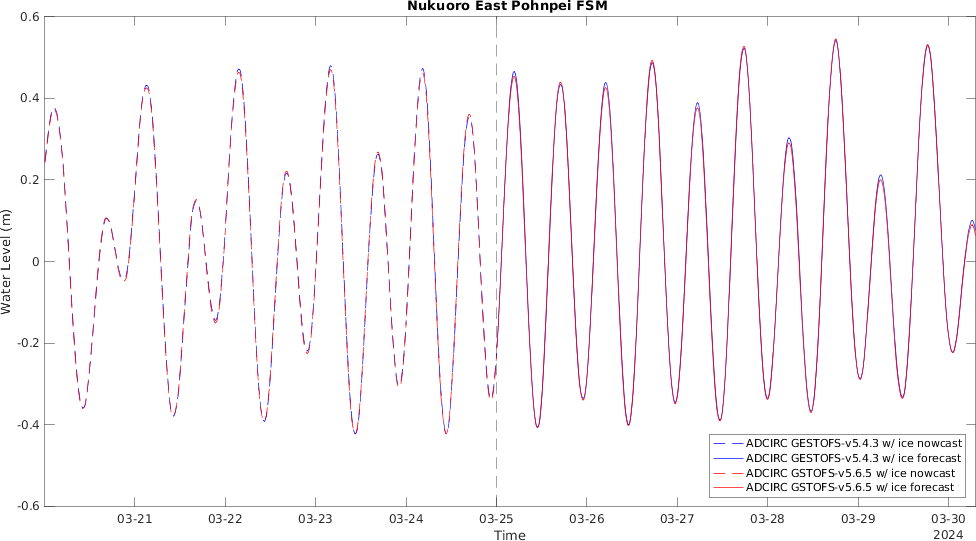 Nukuoro East Pohnpei FSM
0.6
0.4
0.2
0
-0.2
-0.4
-0.6
Water Level (m)
03-21 03-22 03-23 03-24 03-25 03-26 03-27 03-28 03-29 03-30
Time
2024
ADCIRC GESTOFS-v5.4.3 w/ ice nowcast
ADCIRC GESTOFS-v5.4.3 w/ ice forecast
ADCIRC GSTOFS-v5.6.5 w/ ice nowcast
ADCIRC GSTOFS-v5.6.5 w/ ice forecast